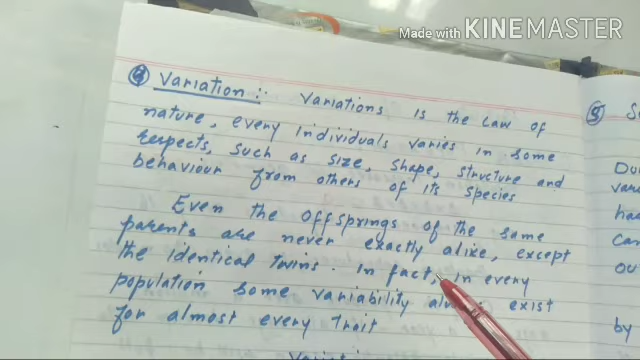 Made with KINEMASTER
③ Variation :- Variations is the Law of
nature, every individuals varies in some
respects, such as size, shape, structure and
behaviour from others of its species
Even the offsprings of the same
parents are never exactly alike, except
the identical twins. In fact, in every
population some variability exist
for almost every trait
⑤
by